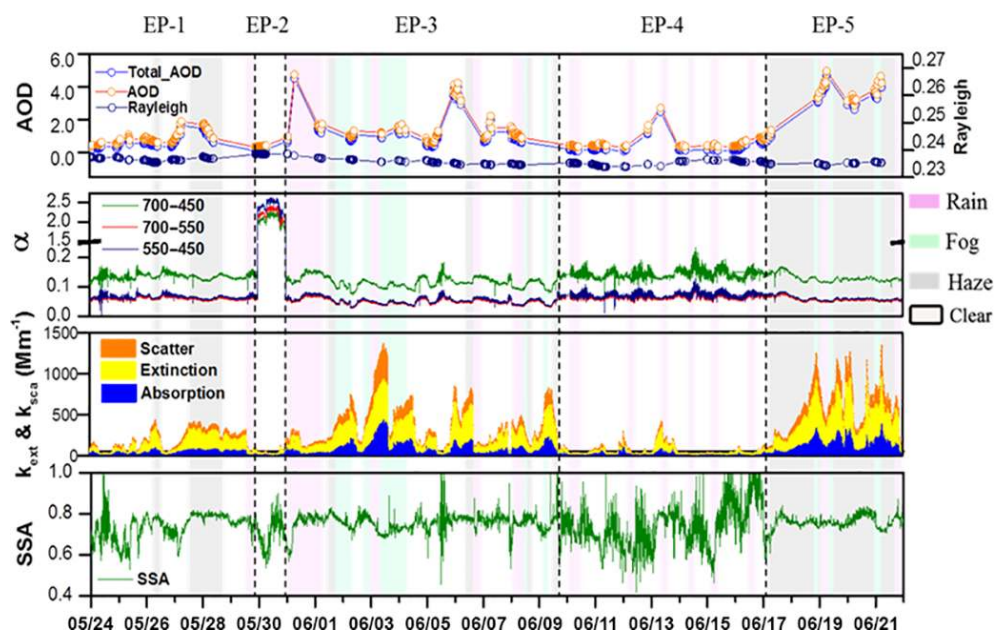 EP-1 EP-2 EP-3 EP-4 EP-5
AOD
6.0
4.0
2.0
0.0
Total_AOD
AOD
Rayleigh
0.27
0.26
0.25
0.24
0.23
Rayleigh
α
2.5
2.0
1.5
0.2
0.1
0.0
700-450
700-550
550-450
Rain
Fog
Haze
Clear
k_ext & k_sca (Mm⁻¹)
1500
1000
500
0
Scatter
Extinction
Absorption
SSA
1.0
0.8
0.6
0.4
SSA
05/24 05/26 05/28 05/30 06/01 06/03 06/05 06/07 06/09 06/11 06/13 06/15 06/17 06/19 06/21